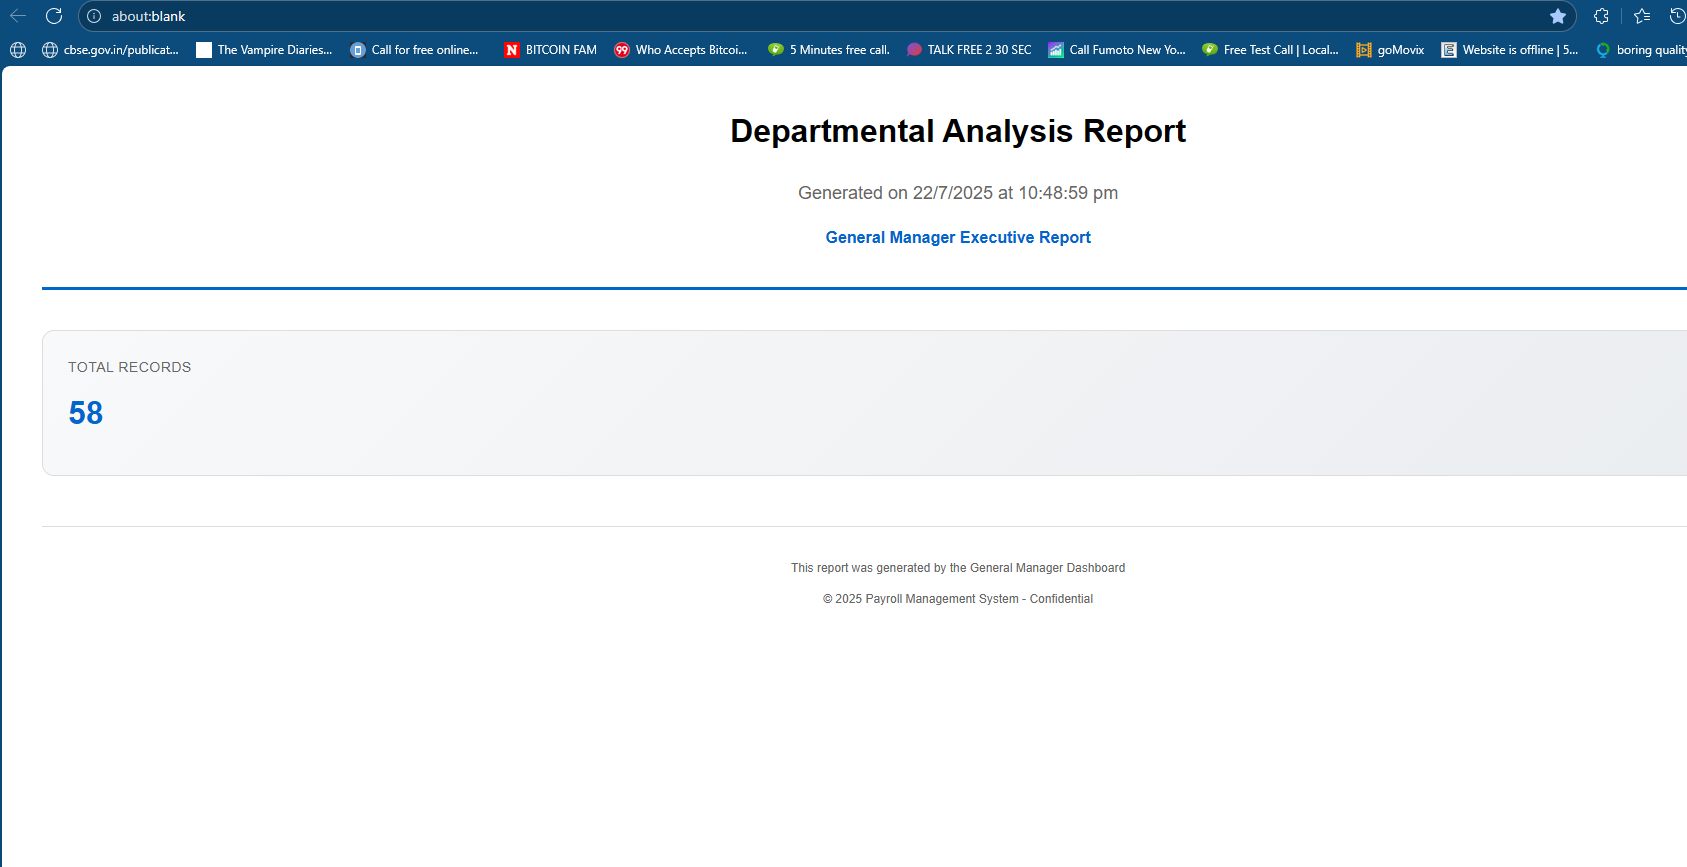 about:blank
cbse.gov.in/publicat... The Vampire Diaries... Call for free online... BITCOIN FAM Who Accepts Bitcoi... 5 Minutes free call. TALK FREE 2 30 SEC Call Fumoto New Yo... Free Test Call | Local... goMovix Website is offline | 5... boring quality
Departmental Analysis Report
Generated on 22/7/2025 at 10:48:59 pm
General Manager Executive Report
TOTAL RECORDS
58
This report was generated by the General Manager Dashboard
© 2025 Payroll Management System - Confidential